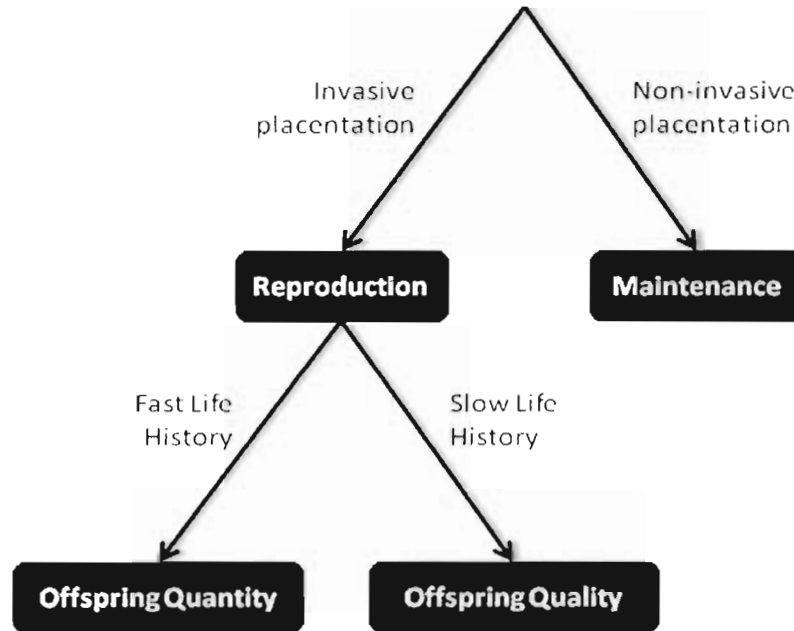 Invasive
placentation
Non-invasive
placentation
Reproduction
Maintenance
Fast Life
History
Slow Life
History
Offspring Quantity
Offspring Quality